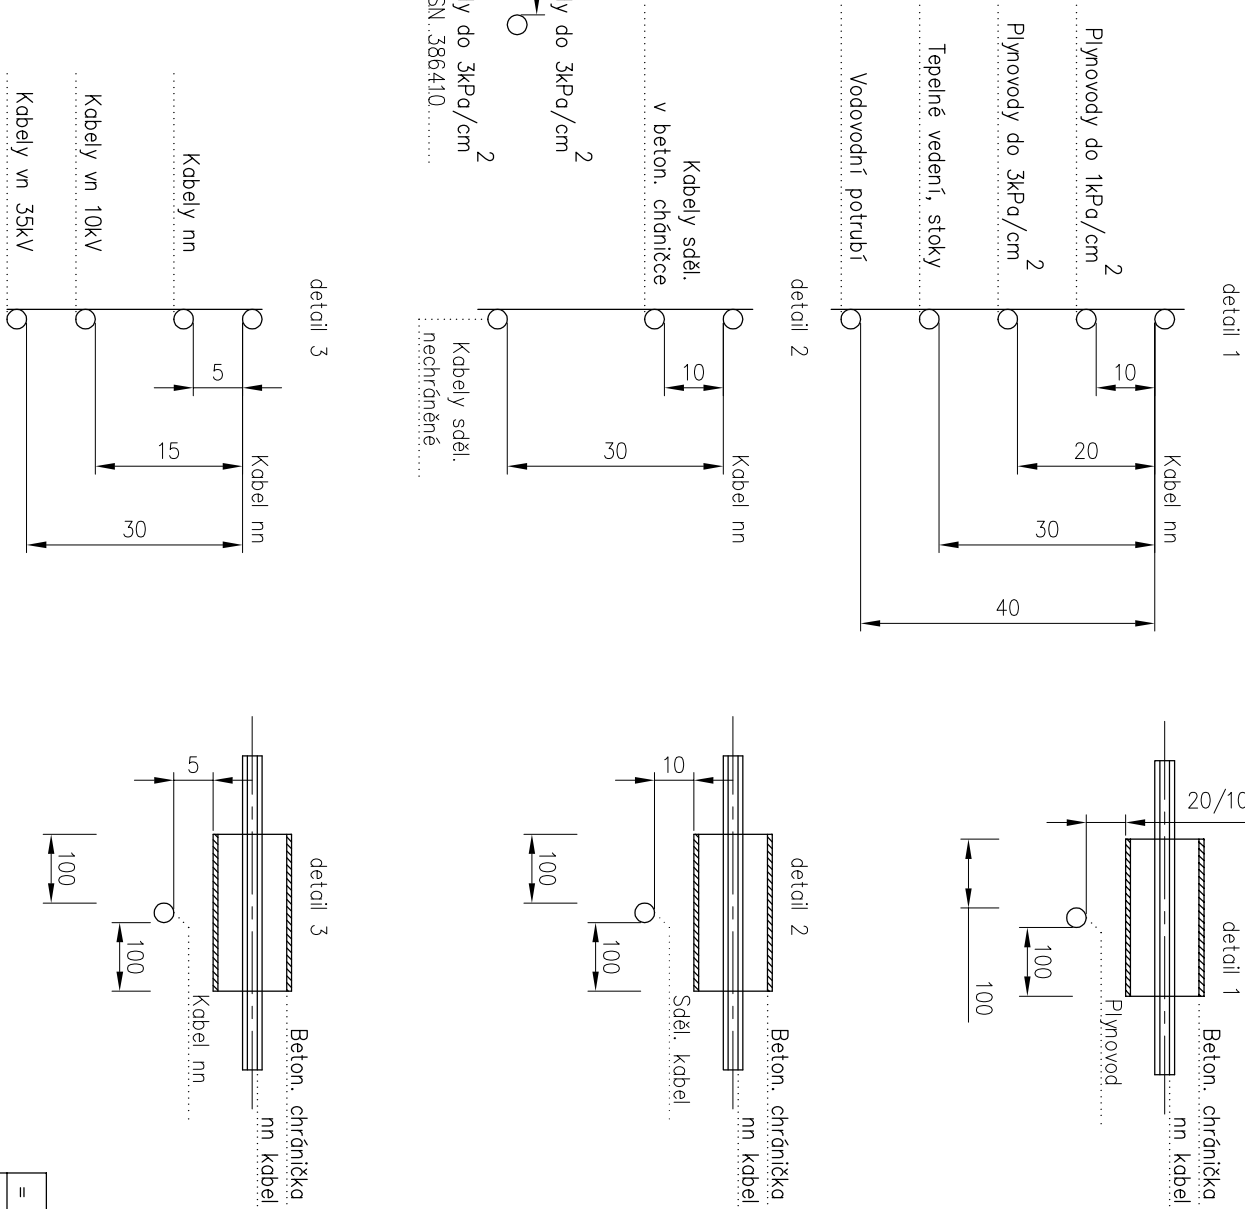 detail 1
Plynovody do 1kPa/cm 2
Plynovody do 3kPa/cm 2
Tepelné vedení, stoky
Vodovodní potrubí
10
20
30
40
Kabel nn
detail 2
Kabely sděl.
v beton. cháničce
Kabely sděl.
nechráněné
10
30
Kabel nn
do 3kPa/cm 2
do 3kPa/cm 2
386410
detail 3
Kabely nn
Kabely vn 10kV
Kabely vn 35kV
5
15
30
Kabel nn
detail 1
20/10
100
100
Plynovod
Beton. chránička
nn kabel
detail 2
10
100
100
Sděl. kabel
Beton. chránička
nn kabel
detail 3
5
100
100
Kabel nn
Beton. chránička
nn kabel
=